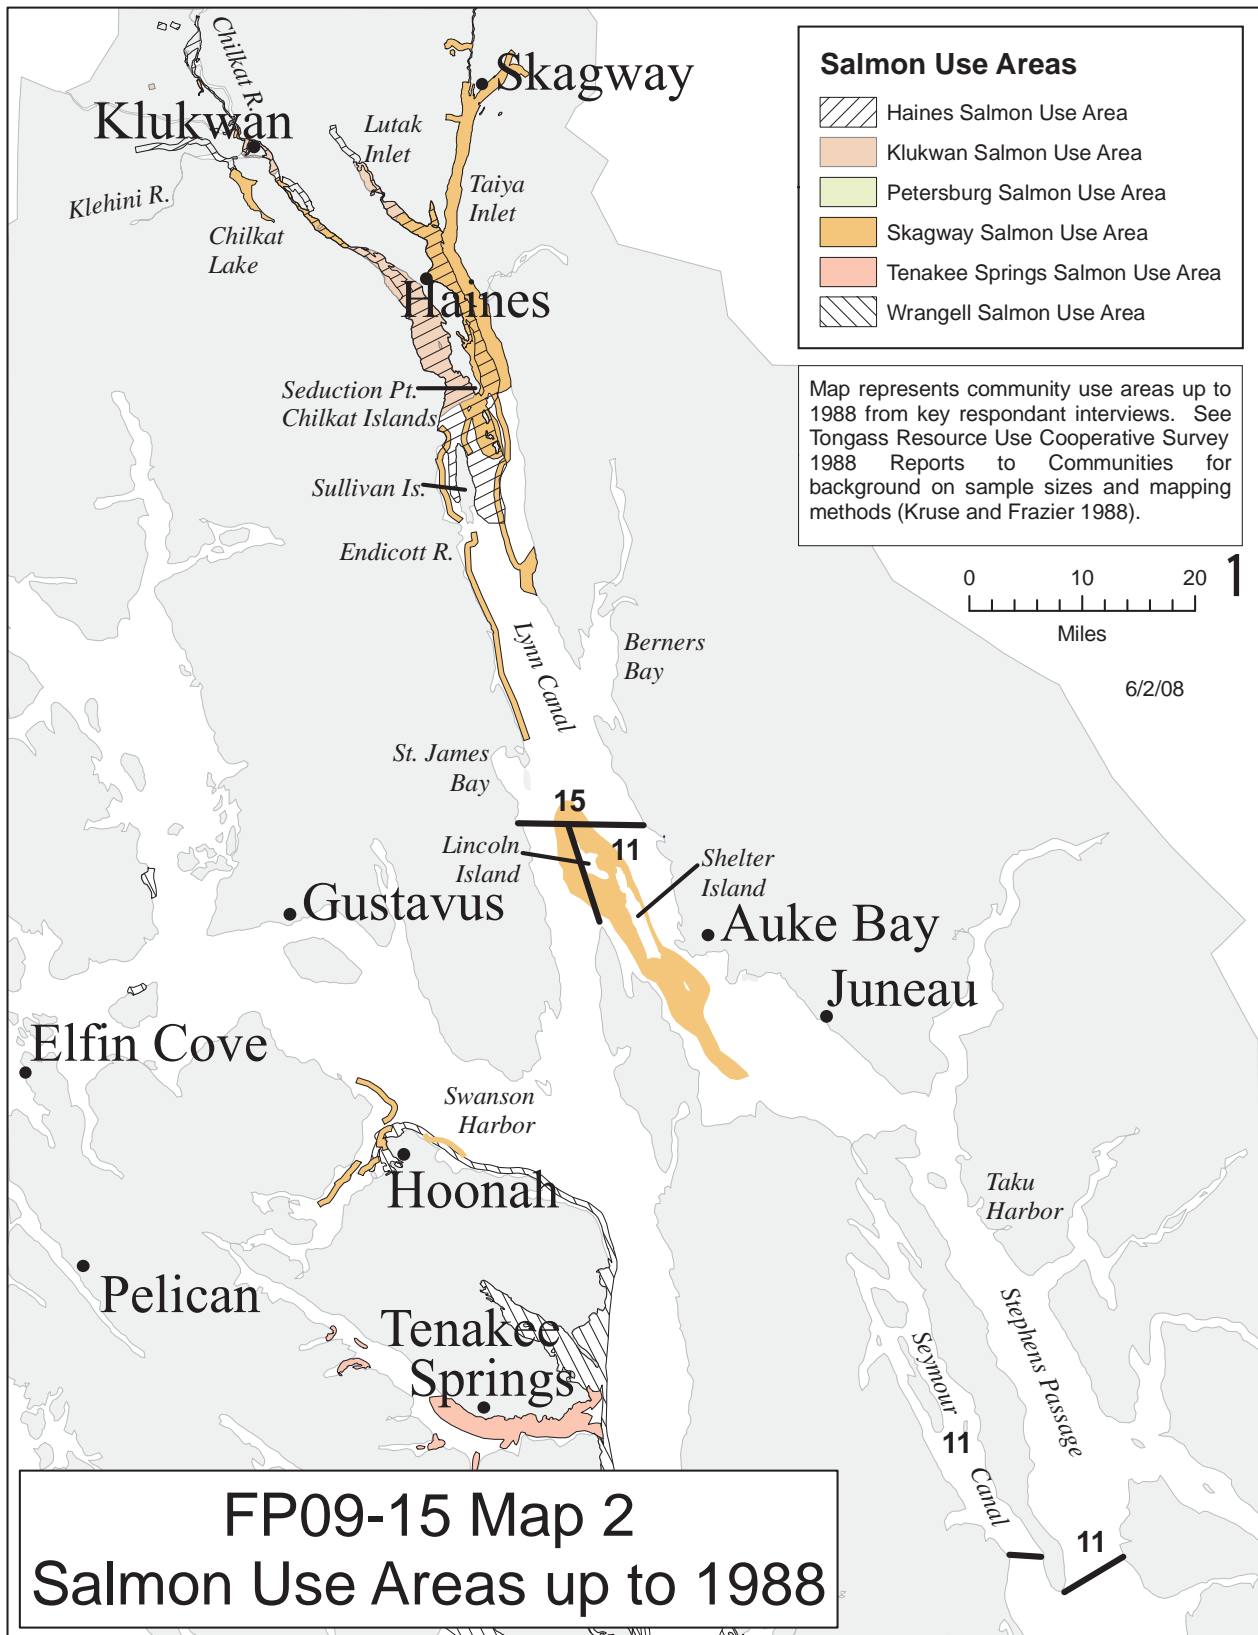 Skagway
Chilkat R.
Klukwan
Lutak
Inlet
Klehini R.
Taiya
Inlet
Chilkat
Lake
Haines
Seduction Pt.
Chilkat Islands
Sullivan Is.
Endicott R.
Salmon Use Areas
Haines Salmon Use Area
Klukwan Salmon Use Area
Petersburg Salmon Use Area
Skagway Salmon Use Area
Tenakee Springs Salmon Use Area
Wrangell Salmon Use Area
Map represents community use areas up to
1988 from key respondant interviews. See
Tongass Resource Use Cooperative Survey
1988 Reports to Communities for
background on sample sizes and mapping
methods (Kruse and Frazier 1988).
0 10 20
Miles
1
6/2/08
Lynn Canal
Berners
Bay
St. James
Bay
15
11
Lincoln
Island
Shelter
Island
Gustavus
Auke Bay
Juneau
Elfin Cove
Swanson
Harbor
Hoonah
Taku
Harbor
Pelican
Tenakee
Springs
Stephens Passage
Seymour
11
Canal
11
FP09-15 Map 2
Salmon Use Areas up to 1988